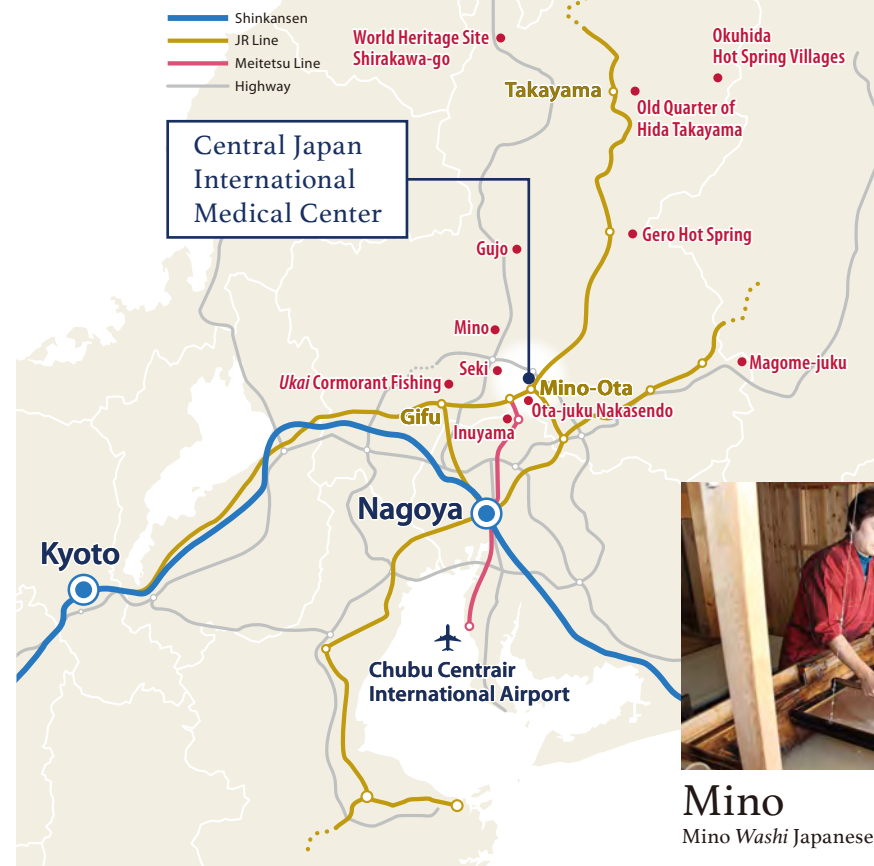 Shinkansen
JR Line
Meitetsu Line
Highway
World Heritage Site
Shirakawa-go
Okuhida
Hot Spring Villages
Takayama
Old Quarter of
Hida Takayama
Central Japan
International
Medical Center
Gero Hot Spring
Gujo
Mino
Seki
Magome-juku
Ukai Cormorant Fishing
Mino-Ota
Ota-juku Nakasendo
Gifu
Inuyama
Nagoya
Kyoto
Chubu Centrair
International Airport
Mino
Mino Washi Japanese